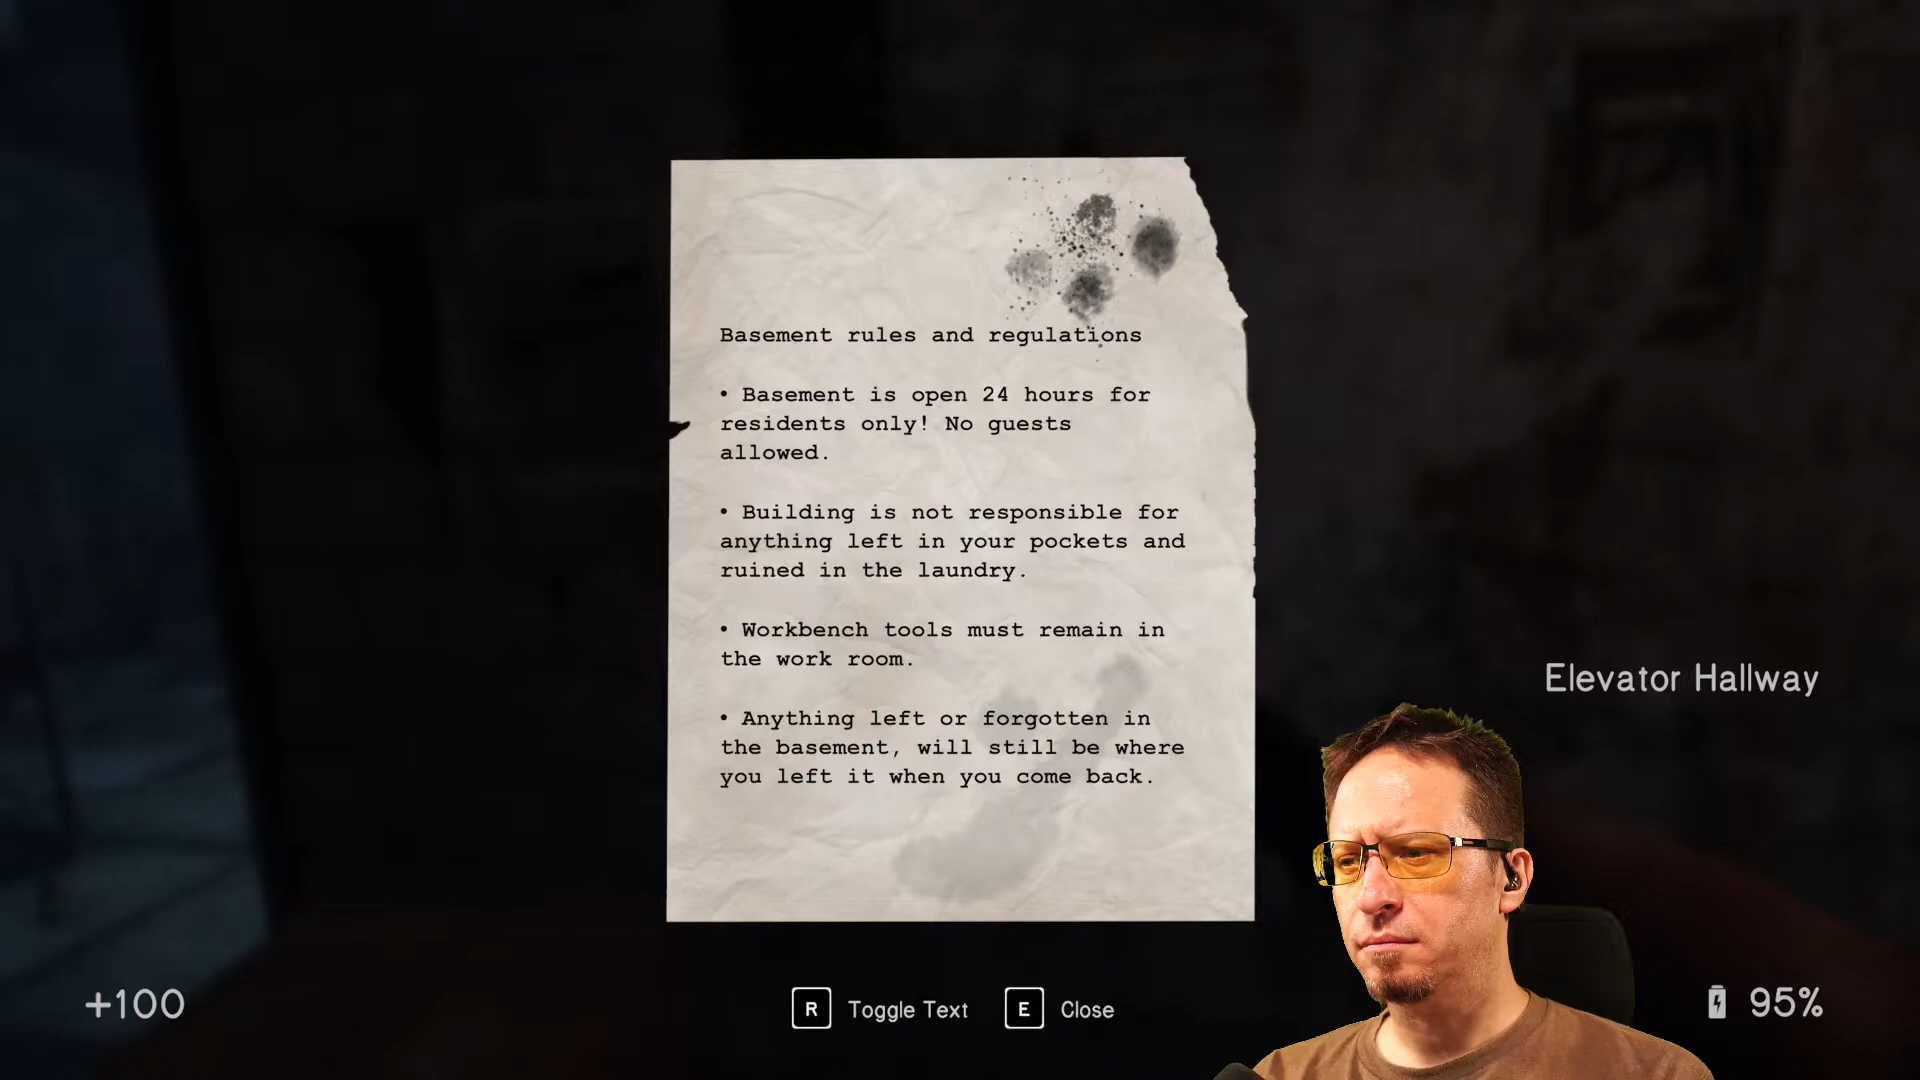 Basement rules and regulations
• Basement is open 24 hours for
residents only! No guests
allowed.
• Building is not responsible for
anything left in your pockets and
ruined in the laundry.
• Workbench tools must remain in
the work room.
• Anything left or forgotten in
the basement, will still be where
you left it when you come back.
Elevator Hallway
+100
R Toggle Text E Close
95%